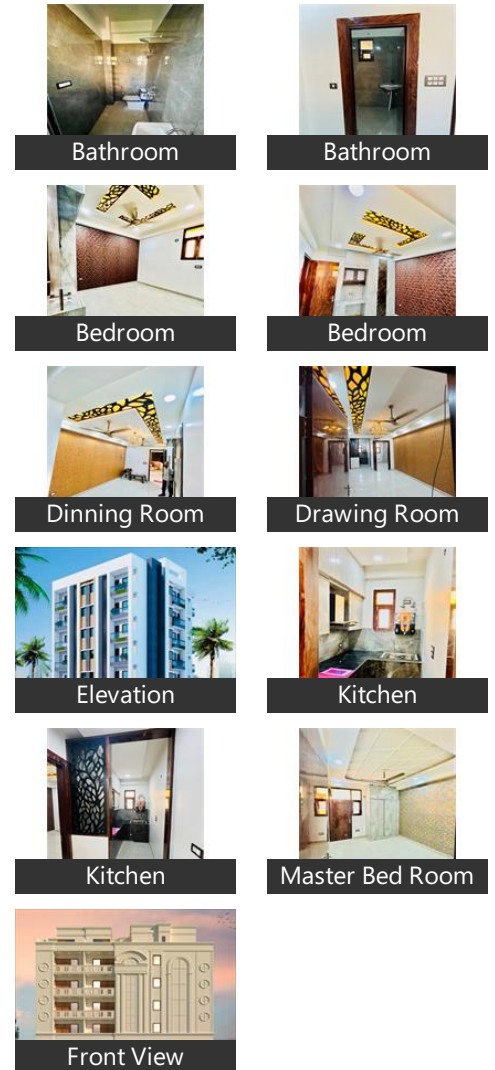 Bathroom
Bathroom
Bedroom
Bedroom
Dinning Room
Drawing Room
Elevation
Kitchen
Kitchen
Master Bed Room
Front View